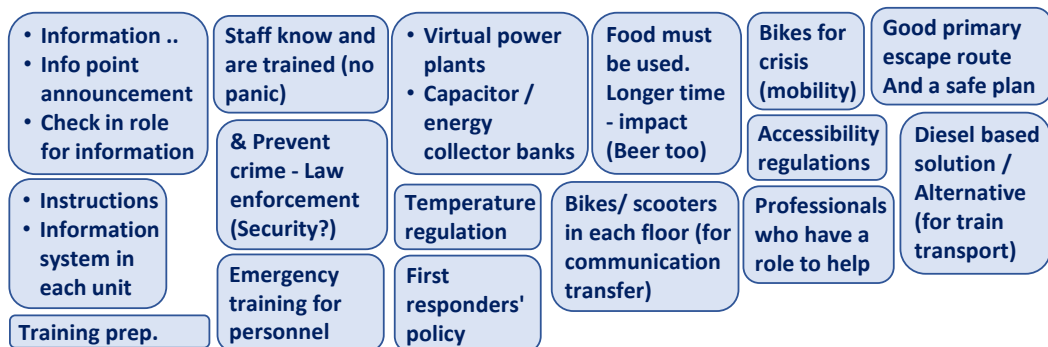 • Information ..
• Info point
announcement
• Check in role
for information
• Instructions
• Information
system in
each unit
Training prep.
Staff know and
are trained (no
panic)
& Prevent
crime - Law
enforcement
(Security?)
Emergency
training for
personnel
• Virtual power
plants
• Capacitor /
energy
collector banks
Temperature
regulation
First
responders'
policy
Food must
be used.
Longer time
- impact
(Beer too)
Bikes/ scooters
in each floor (for
communication
transfer)
Bikes for
crisis
(mobility)
Accessibility
regulations
Professionals
who have a
role to help
Good primary
escape route
And a safe plan
Diesel based
solution /
Alternative
(for train
transport)